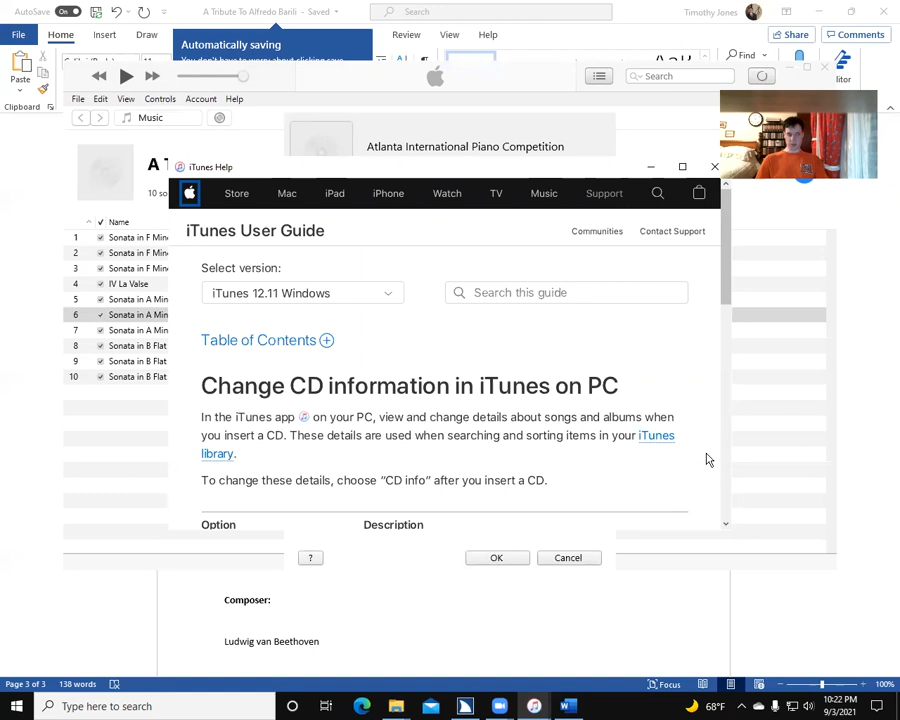 AutoSave On A Tribute To Alfredo Barili - Saved Search Timothy Jones
File Home Insert Draw Review View Help Share Comments
Automatically saving
Paste Find
Clipboard
Search
File Edit View Controls Account Help
Music
Atlanta International Piano Competition
iTunes Help
10 so
Store Mac iPad iPhone Watch TV Music Support
Name
iTunes User Guide
Communities Contact Support
1 Sonata in F Min
2 Sonata in F Min
3 Sonata in F Min
4 IV La Valse
5 Sonata in A Min
6 Sonata in A Min
7 Sonata in A Min
8 Sonata in B Flat
9 Sonata in B Flat
10 Sonata in B Flat
Select version:
iTunes 12.11 Windows Search this guide
Table of Contents
Change CD information in iTunes on PC
In the iTunes app on your PC, view and change details about songs and albums when
you insert a CD. These details are used when searching and sorting items in your iTunes
library.
To change these details, choose “CD info” after you insert a CD.
Option Description
? OK Cancel
Composer:
Ludwig van Beethoven
Page 3 of 3 138 words Focus 100%
Type here to search 68°F 10:22 PM
9/3/2021